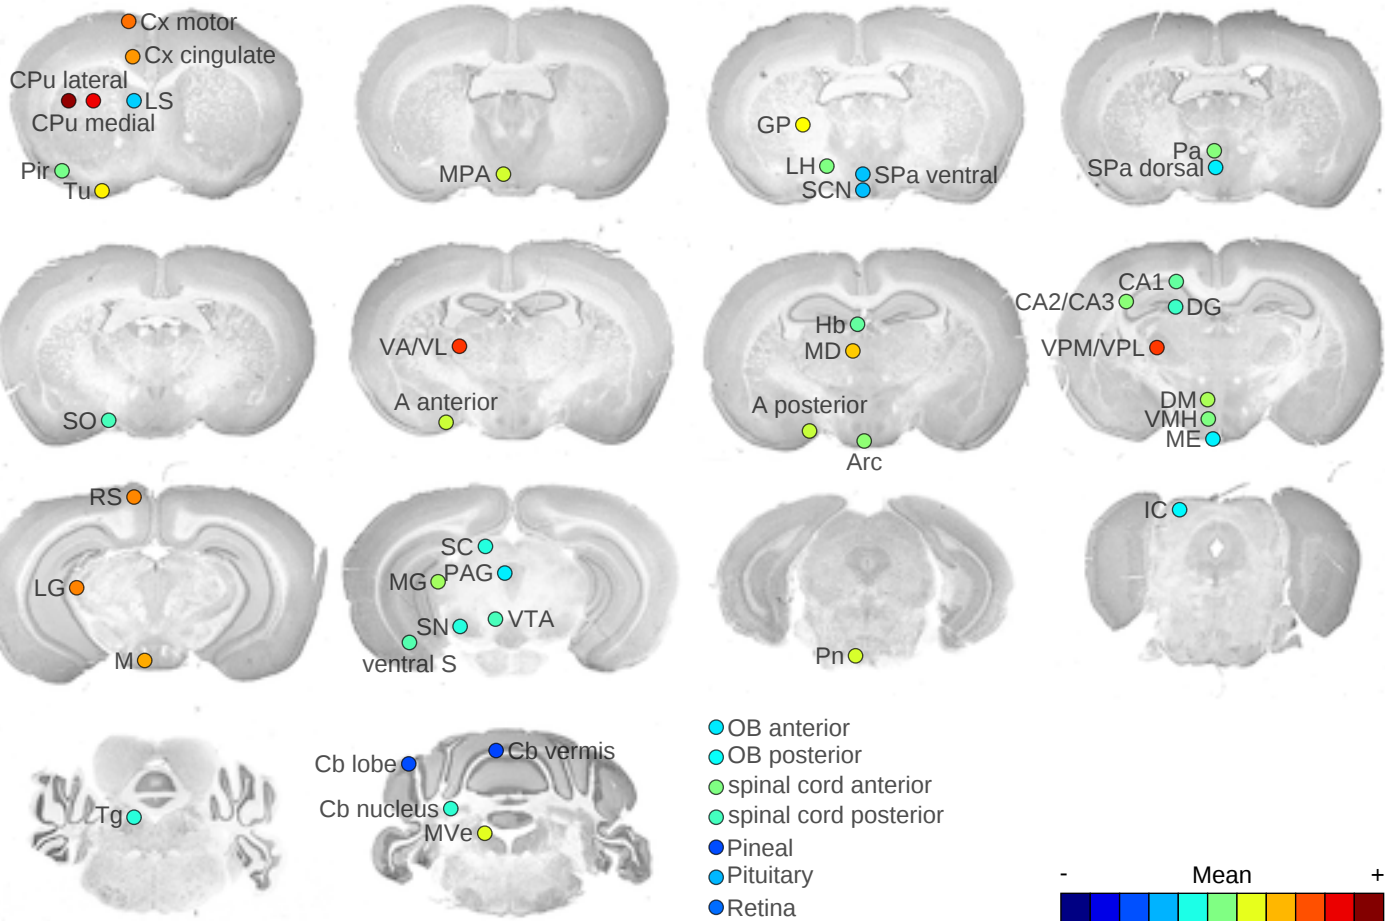 Cx motor
Cx cingulate
CPu lateral
LS
CPu medial
Pir
Tu
MPA
GP
LH
SPa ventral
SCN
Pa
SPa dorsal
SO
VA/VL
A anterior
Hb
MD
A posterior
Arc
CA1
CA2/CA3
DG
VPM/VPL
DM
VMH
ME
RS
LG
M
SC
PAG
MG
SN
VTA
ventral S
Pn
IC
Tg
Cb lobe
Cb vermis
Cb nucleus
MVe
OB anterior
OB posterior
spinal cord anterior
spinal cord posterior
Pineal
Pituitary
Retina
- Mean +